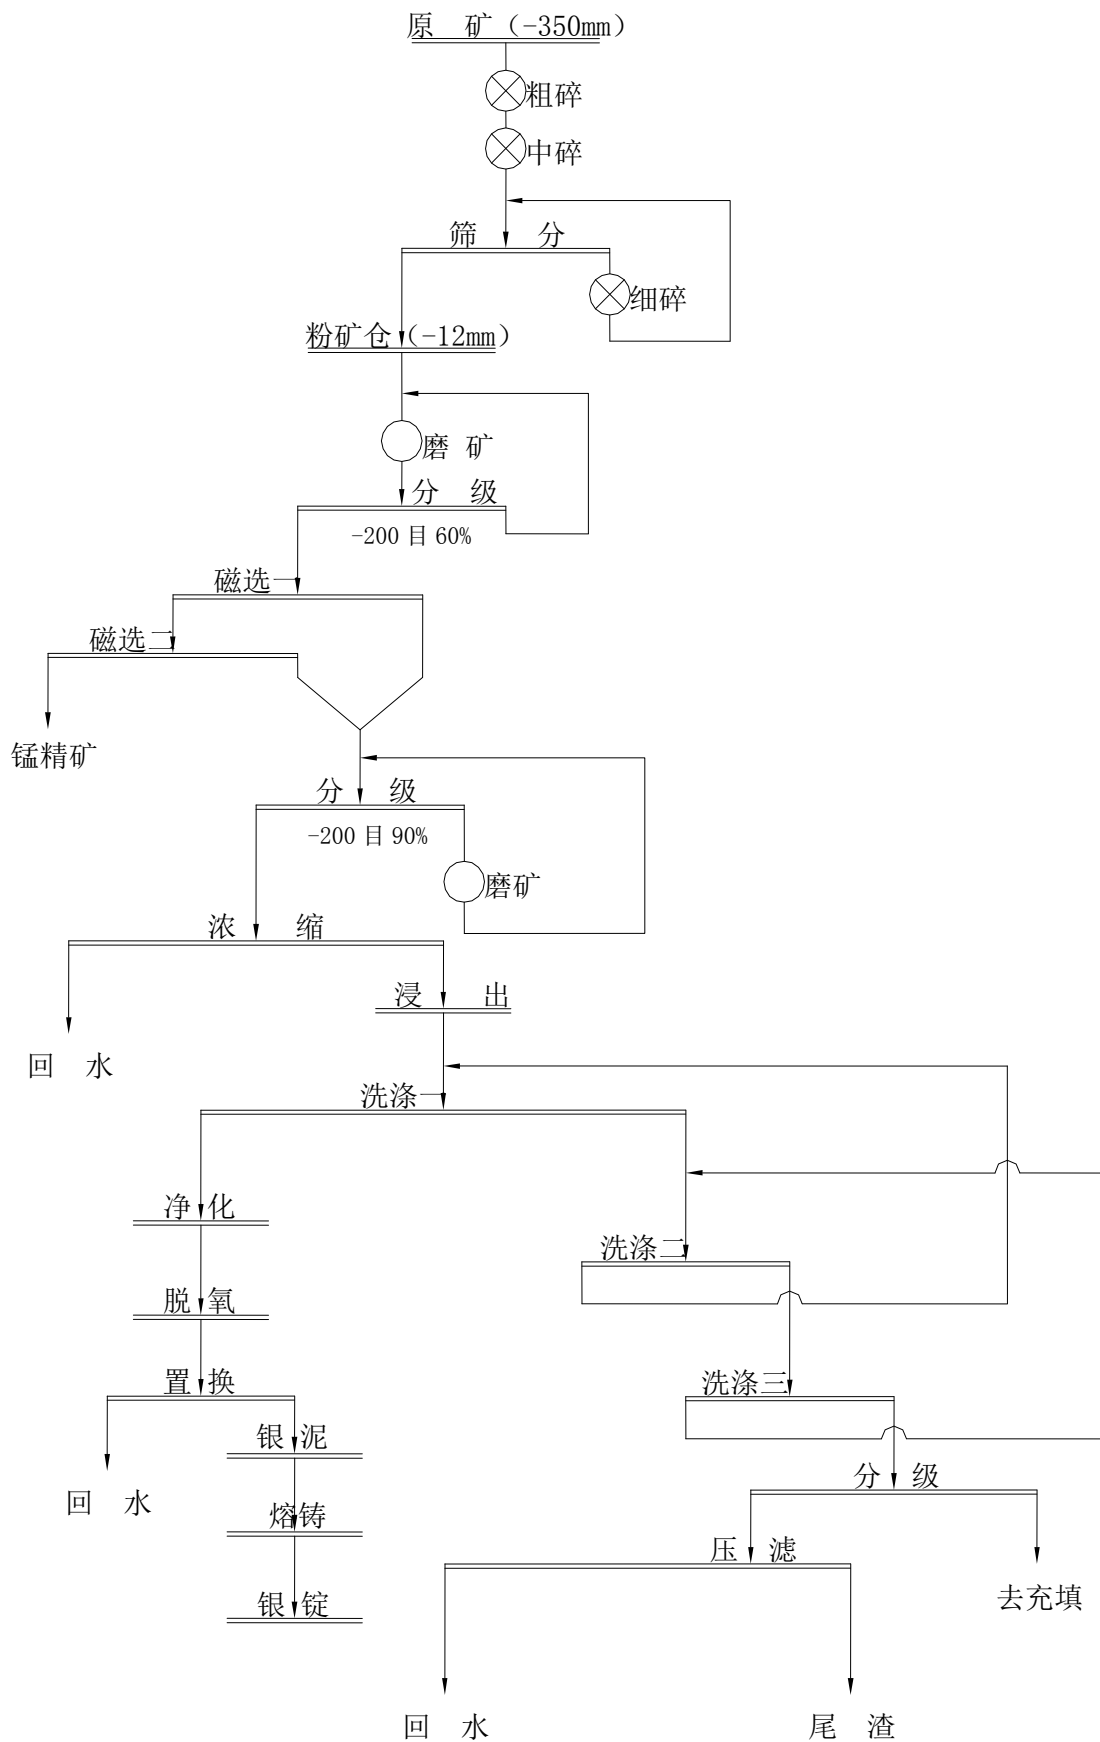 原 矿（-350mm）
粗碎
中碎
筛 分
细碎
粉矿仓（-12mm）
磨 矿
分 级
-200 目 60%
磁选一
磁选二
锰精矿
分 级
-200 目 90%
磨矿
浓 缩
浸 出
回 水
洗涤一
净 化
洗涤二
脱 氧
置 换
洗涤三
银 泥
分 级
回 水
熔铸
压 滤
去充填
银 锭
回 水
尾 渣